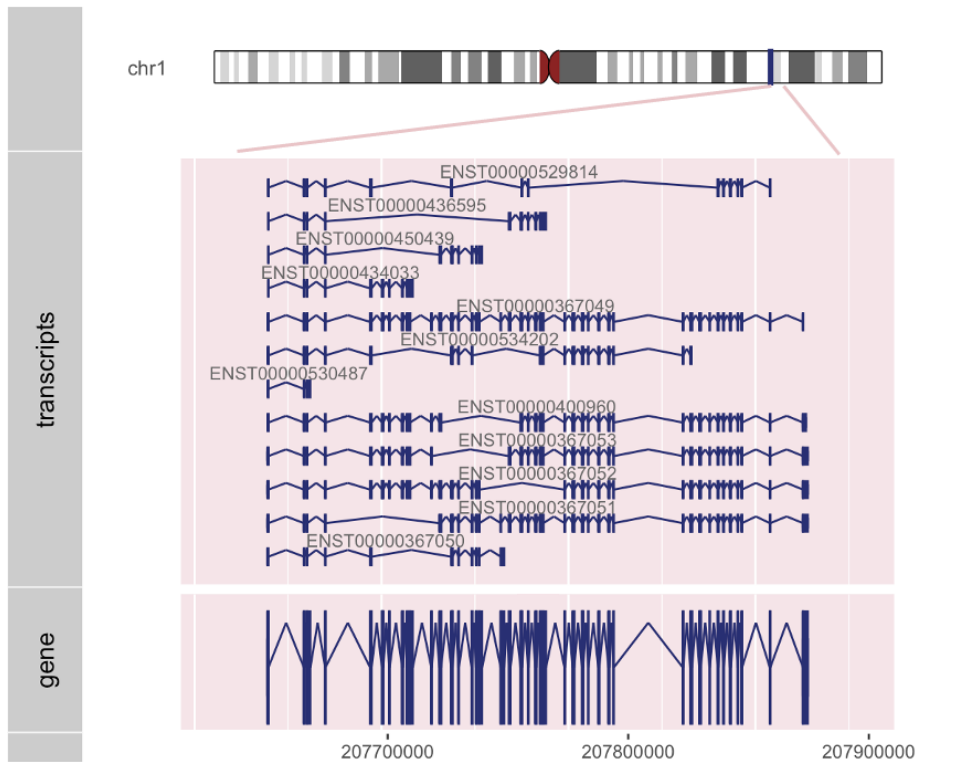 chr1
transcripts
ENST00000529814
ENST00000436595
ENST00000450439
ENST00000434033
ENST00000367049
ENST00000534202
ENST00000530487
ENST00000400960
ENST00000367053
ENST00000367052
ENST00000367051
ENST00000367050
gene
207700000 207800000 207900000